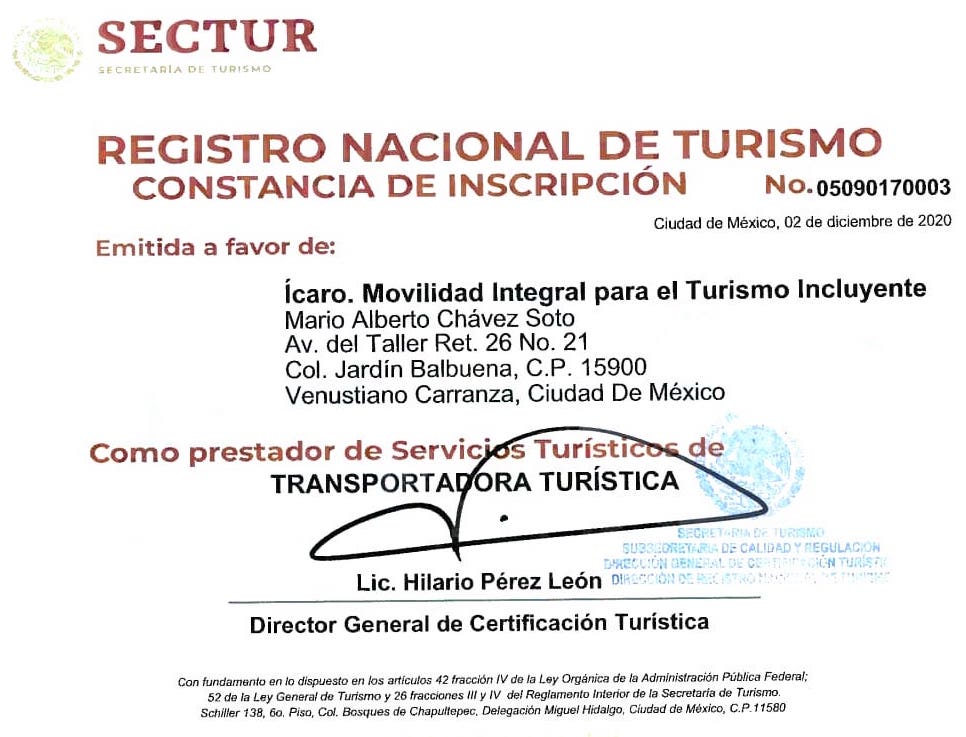 SECTUR
SECRETARÍA DE TURISMO
REGISTRO NACIONAL DE TURISMO
CONSTANCIA DE INSCRIPCIÓN No. 05090170003
Ciudad de México, 02 de diciembre de 2020
Emitida a favor de:
Ícaro. Movilidad Integral para el Turismo Incluyente
Mario Alberto Chávez Soto
Av. del Taller Ret. 26 No. 21
Col. Jardín Balbuena, C.P. 15900
Venustiano Carranza, Ciudad De México
Como prestador de Servicios Turísticos de
TRANSPORTADORA TURÍSTICA
SECRETARIA DE TURISMO
SUBSECRETARIA DE CALIDAD Y REGULACION
DIRECCIÓN GENERAL DE CERTIFICACIÓN TURÍSTIC
DIRECCIÓN DE REGISTRO NACIONAL DE TURISMO
Lic. Hilario Pérez León
Director General de Certificación Turística
Con fundamento en lo dispuesto en los artículos 42 fracción IV de la Ley Orgánica de la Administración Pública Federal;
52 de la Ley General de Turismo y 26 fracciones III y IV del Reglamento Interior de la Secretaría de Turismo.
Schiller 138, 6o. Piso, Col. Bosques de Chapultepec, Delegación Miguel Hidalgo, Ciudad de México, C.P.11580